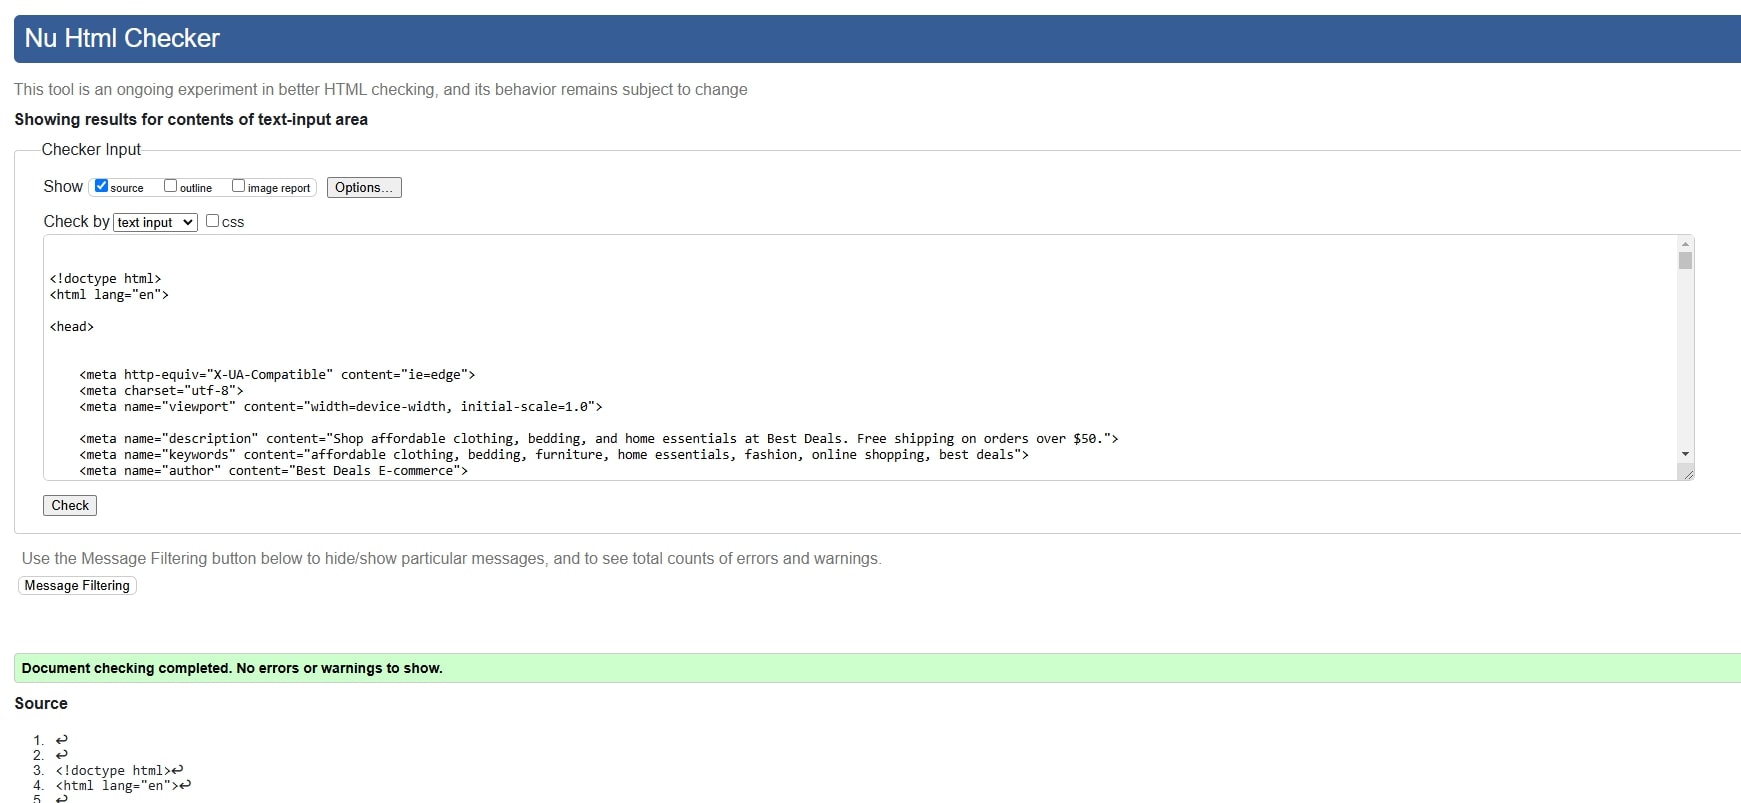 Nu Html Checker
This tool is an ongoing experiment in better HTML checking, and its behavior remains subject to change
Showing results for contents of text-input area
Checker Input
Show source outline image report Options...
Check by text input css
<!doctype html>
<html lang="en">
<head>
<meta http-equiv="X-UA-Compatible" content="ie=edge">
<meta charset="utf-8">
<meta name="viewport" content="width=device-width, initial-scale=1.0">
<meta name="description" content="Shop affordable clothing, bedding, and home essentials at Best Deals. Free shipping on orders over $50.">
<meta name="keywords" content="affordable clothing, bedding, furniture, home essentials, fashion, online shopping, best deals">
<meta name="author" content="Best Deals E-commerce">
Check
Use the Message Filtering button below to hide/show particular messages, and to see total counts of errors and warnings.
Message Filtering
Document checking completed. No errors or warnings to show.
Source
1. ↩
2. ↩
3. <!doctype html>↩
4. <html lang="en">↩
5. ↩